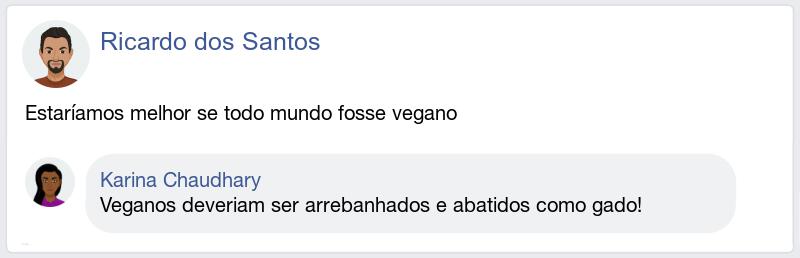 Ricardo dos Santos
Estaríamos melhor se todo mundo fosse vegano
Karina Chaudhary
Veganos deveriam ser arrebanhados e abatidos como gado!